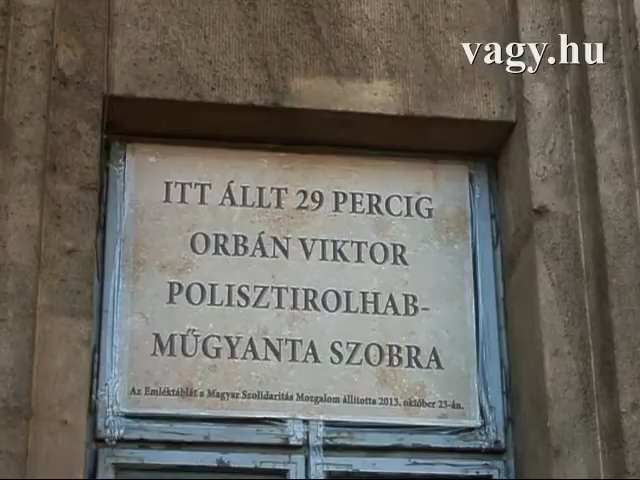 vagy.hu
ITT ÁLLT 29 PERCIG
ORBÁN VIKTOR
POLISZTIROLHAB-
MŰGYANTA SZOBRA
Az Emléktáblát a Magyar Szolidaritás Mozgalom állította 2013. október 23-án.